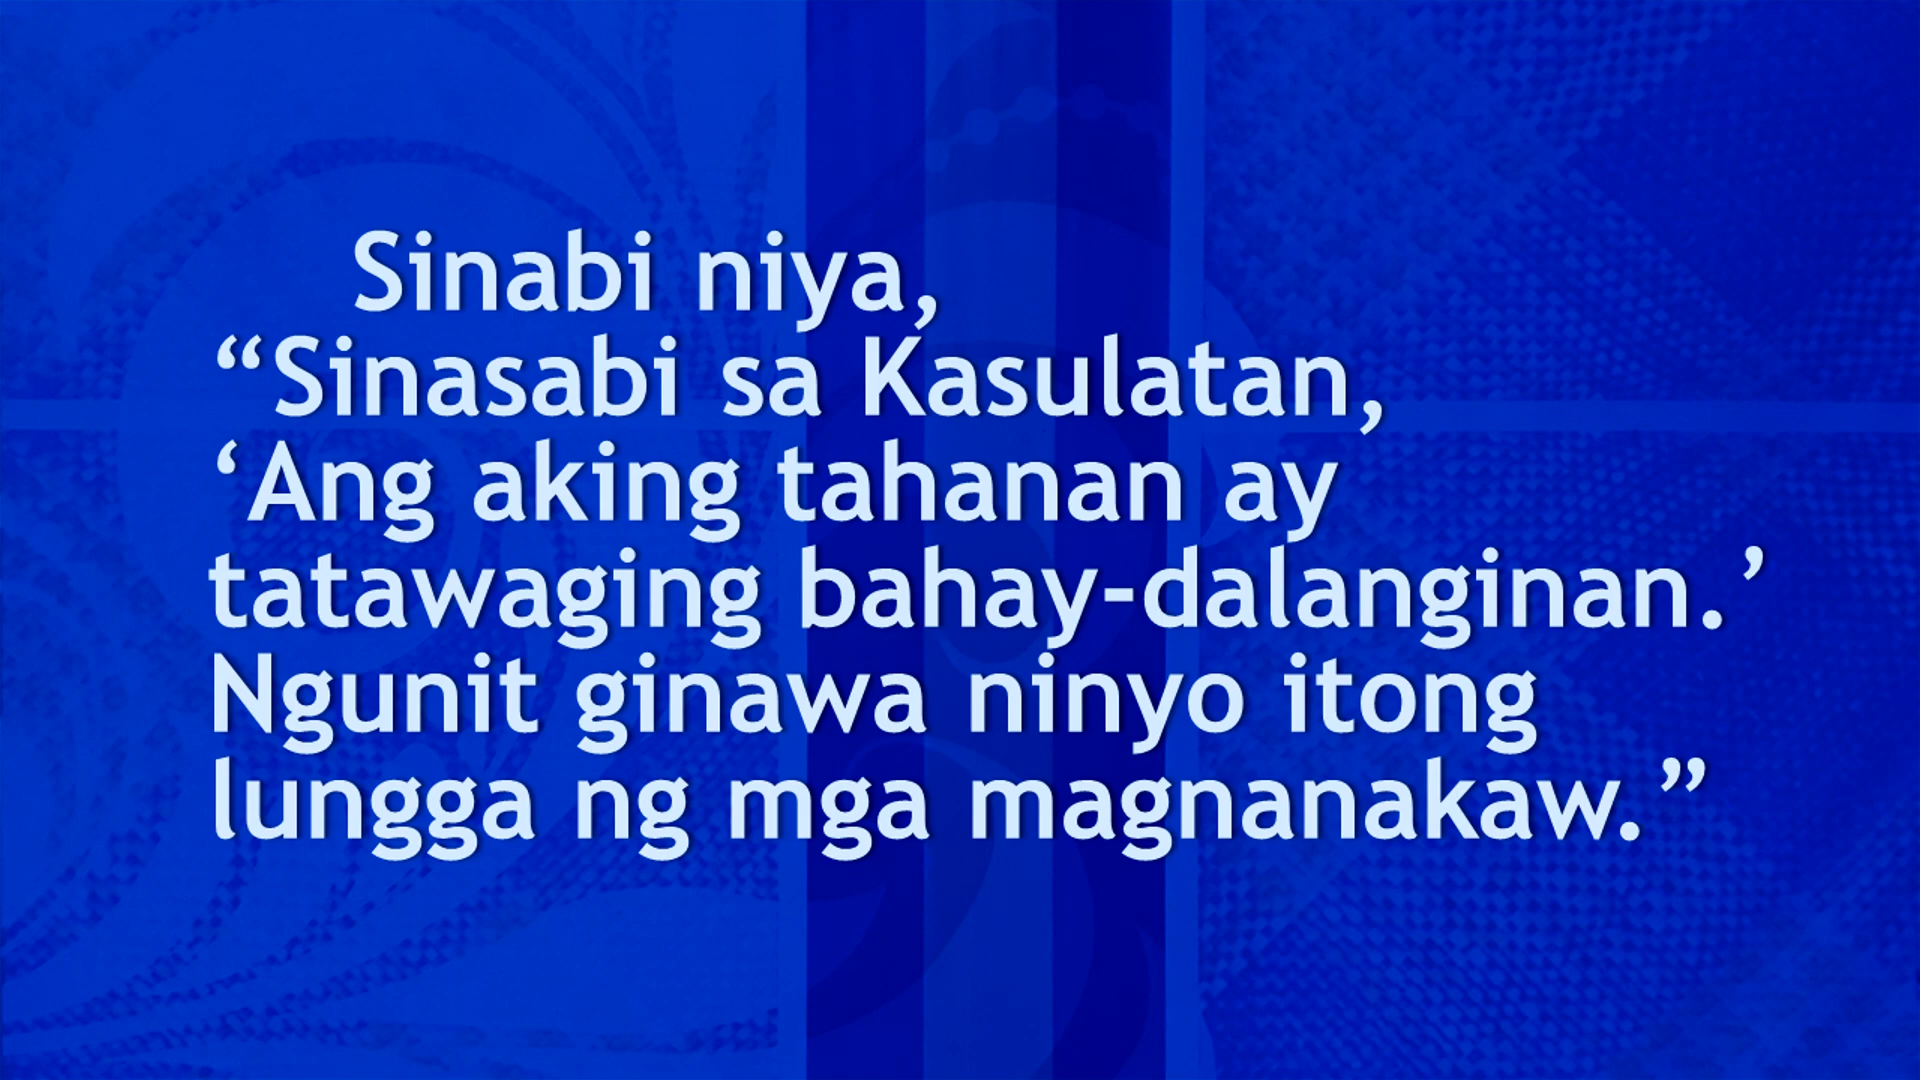 Sinabi niya,
“Sinasabi sa Kasulatan,
‘Ang aking tahanan ay
tatawaging bahay-dalanginan.’
Ngunit ginawa ninyo itong
lungga ng mga magnanakaw.”